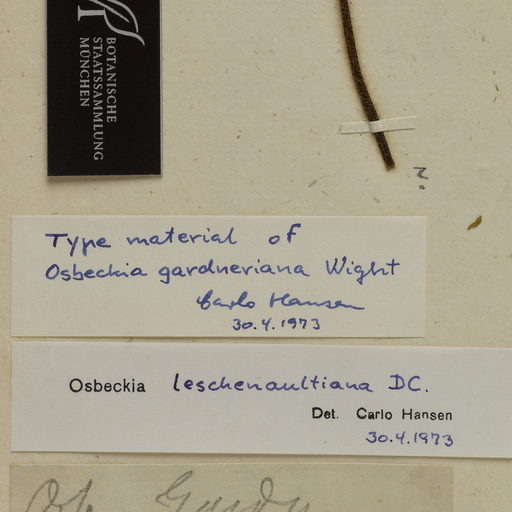 BOTANISCHE
STAATSSAMMLUNG
MÜNCHEN
?
Type material of
Osbeckia gardneriana Wight
Carlo Hansen
30.4.1973
Osbeckia leschenaultiana DC.
Det. Carlo Hansen
30.4.1973